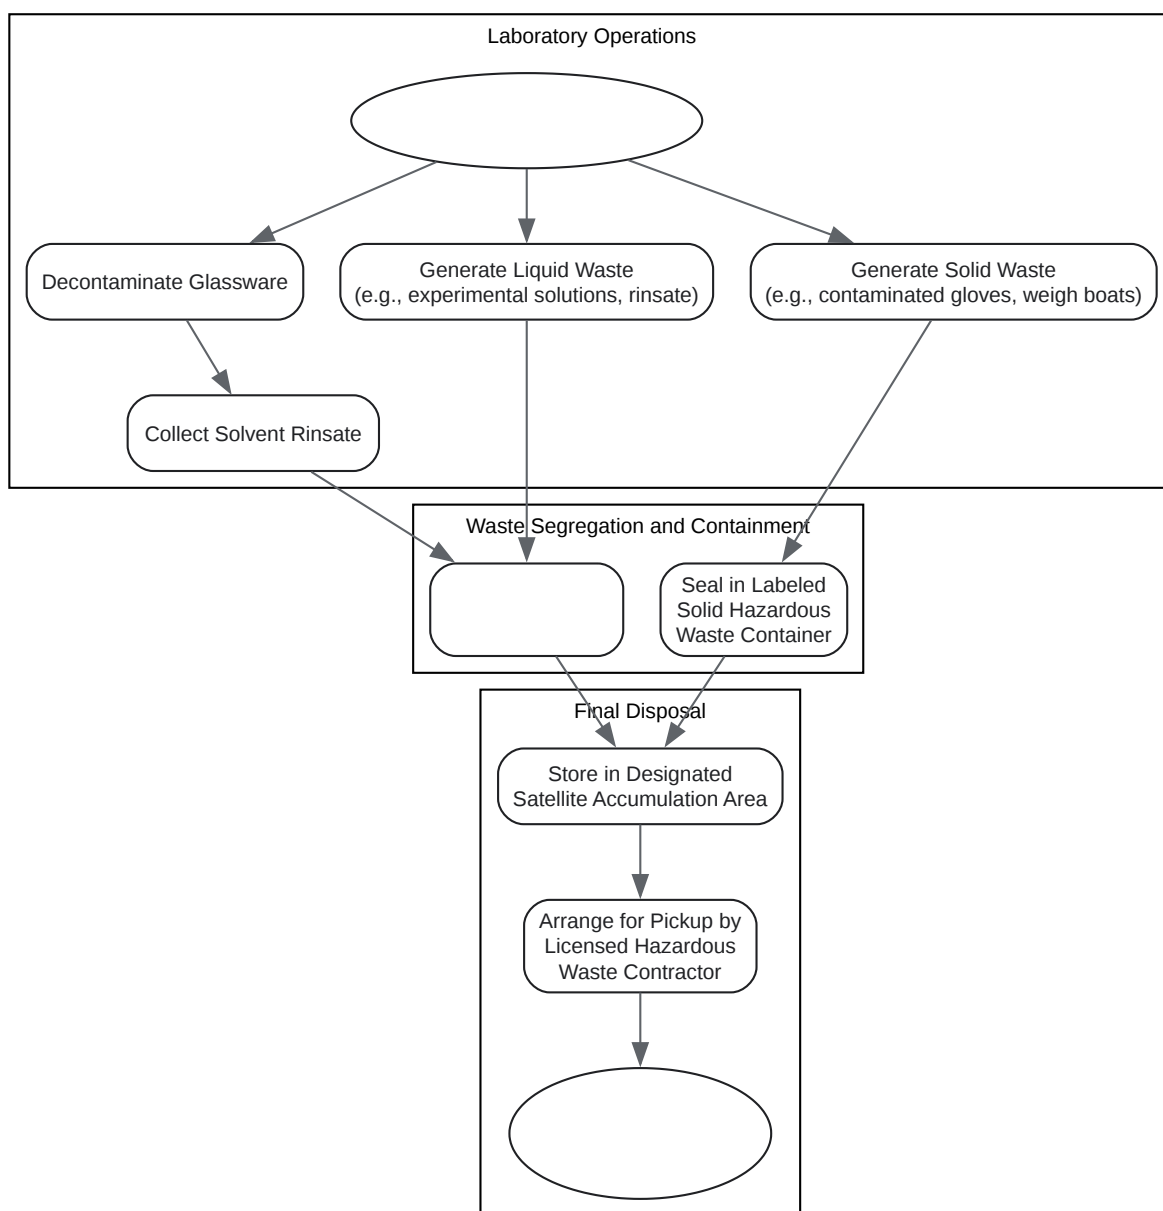 Laboratory Operations
Decontaminate Glassware
Generate Liquid Waste
(e.g., experimental solutions, rinsate)
Generate Solid Waste
(e.g., contaminated gloves, weigh boats)
Collect Solvent Rinsate
Waste Segregation and Containment
Seal in Labeled
Solid Hazardous
Waste Container
Final Disposal
Store in Designated
Satellite Accumulation Area
Arrange for Pickup by
Licensed Hazardous
Waste Contractor